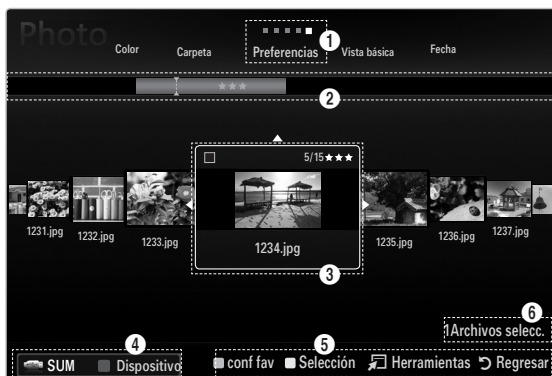 Photo
Color Carpeta Preferencias Vista básica Fecha
1
★★★
2
5/15★★★
1231.jpg 1232.jpg 1233.jpg 1234.jpg 1235.jpg 1236.jpg 1237.jpg
3
6
1Archivos selecc.
4 5
SUM Dispositivo conf fav Selección Herramientas Regresar